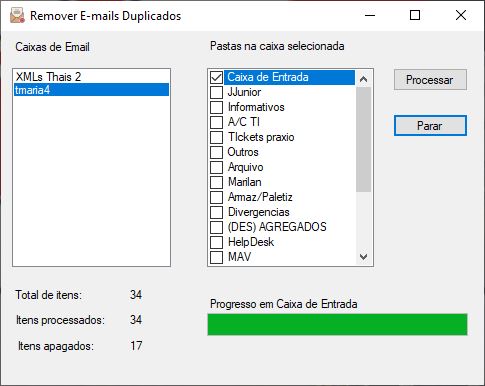 Remover E-mails Duplicados
Caixas de Email
Pastas na caixa selecionada
XMLs Thais 2
tmaria4
Caixa de Entrada
JJunior
Informativos
A/C TI
TIckets praxio
Outros
Arquivo
Marilan
Armaz/Paletiz
Divergencias
(DES) AGREGADOS
HelpDesk
MAV
Processar
Parar
Total de itens: 34
Itens processados: 34
Itens apagados: 17
Progresso em Caixa de Entrada